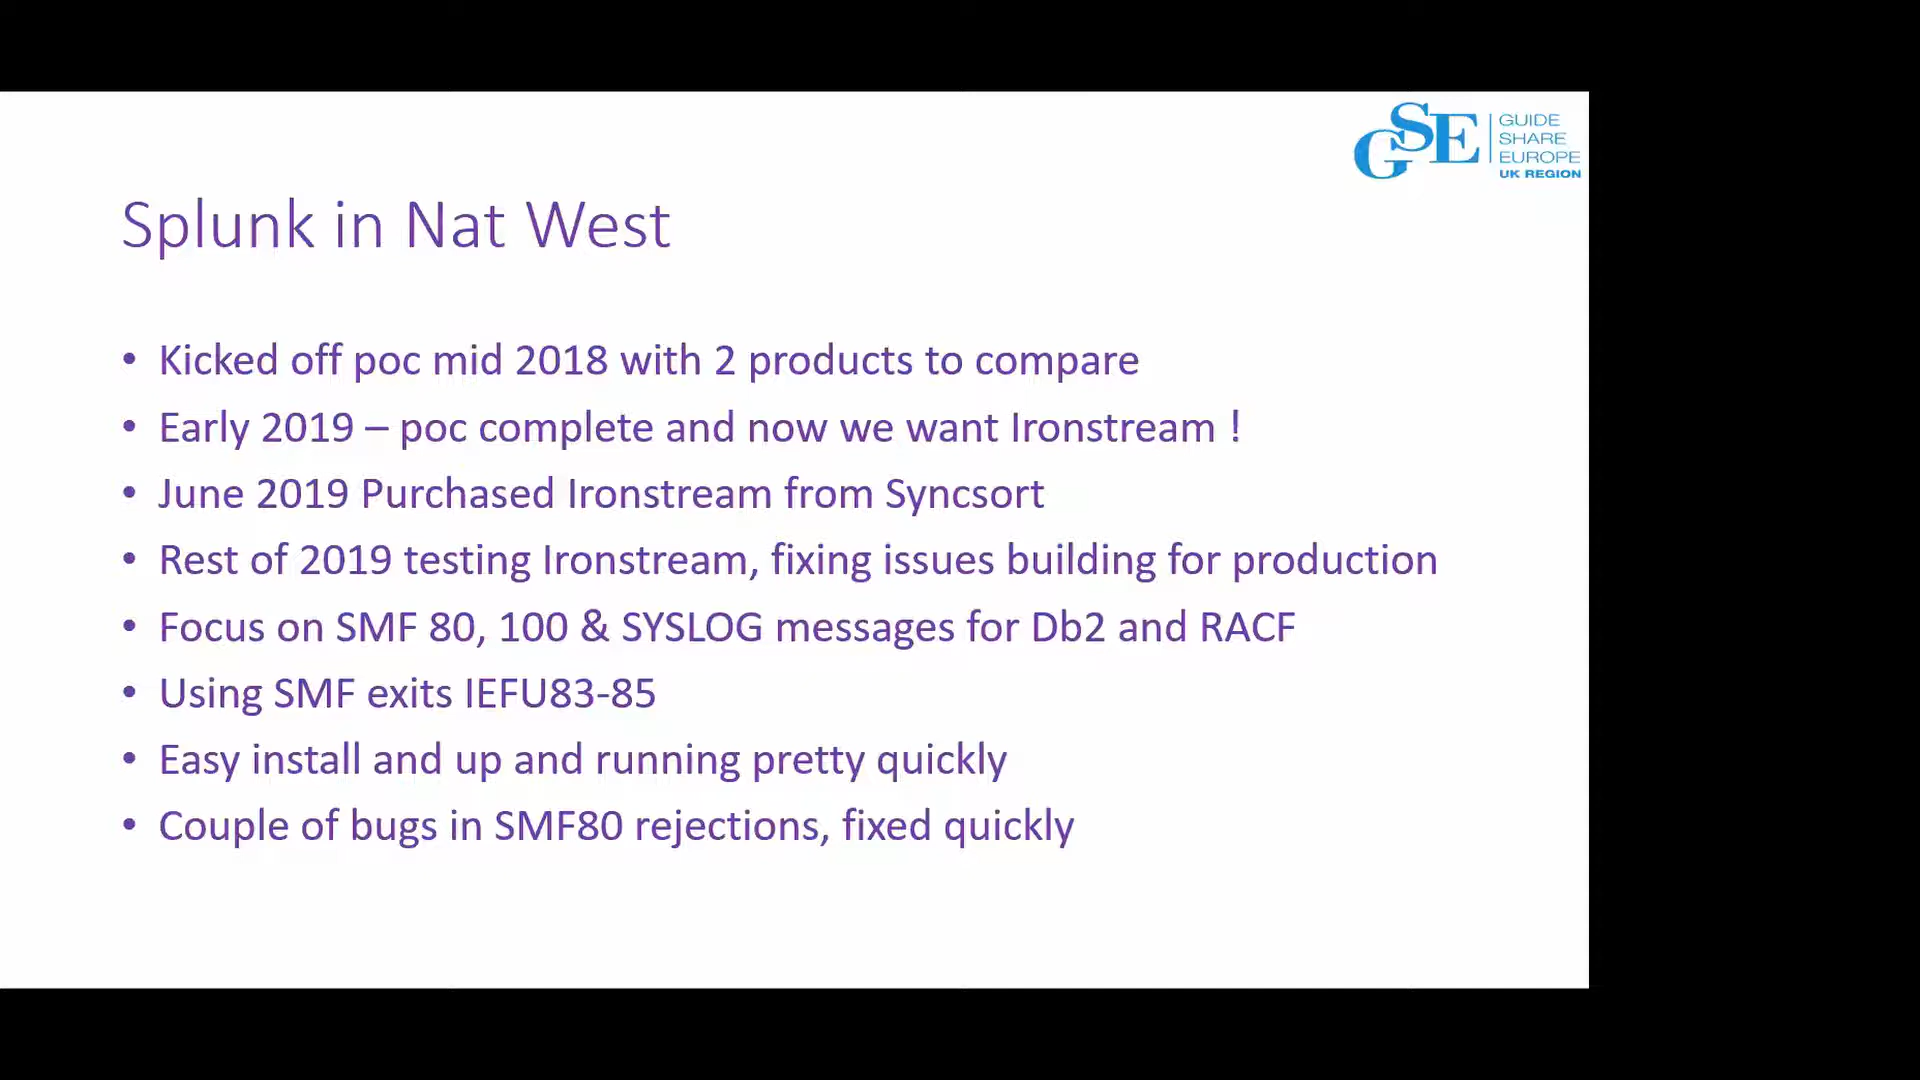 GSE
GUIDE
SHARE
EUROPE
UK REGION
Splunk in Nat West
• Kicked off poc mid 2018 with 2 products to compare
• Early 2019 – poc complete and now we want Ironstream !
• June 2019 Purchased Ironstream from Syncsort
• Rest of 2019 testing Ironstream, fixing issues building for production
• Focus on SMF 80, 100 & SYSLOG messages for Db2 and RACF
• Using SMF exits IEFU83-85
• Easy install and up and running pretty quickly
• Couple of bugs in SMF80 rejections, fixed quickly